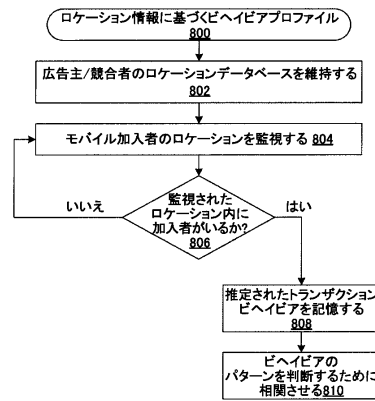 ロケーション情報に基づくビヘイビアプロファイル
800
広告主/競合者のロケーションデータベースを維持する
802
モバイル加入者のロケーションを監視する 804
監視された
ロケーション内に
加入者がいるか?
806
いいえ
はい
推定されたトランザクション
ビヘイビアを記憶する
808
ビヘイビアの
パターンを判断するために
相関させる810